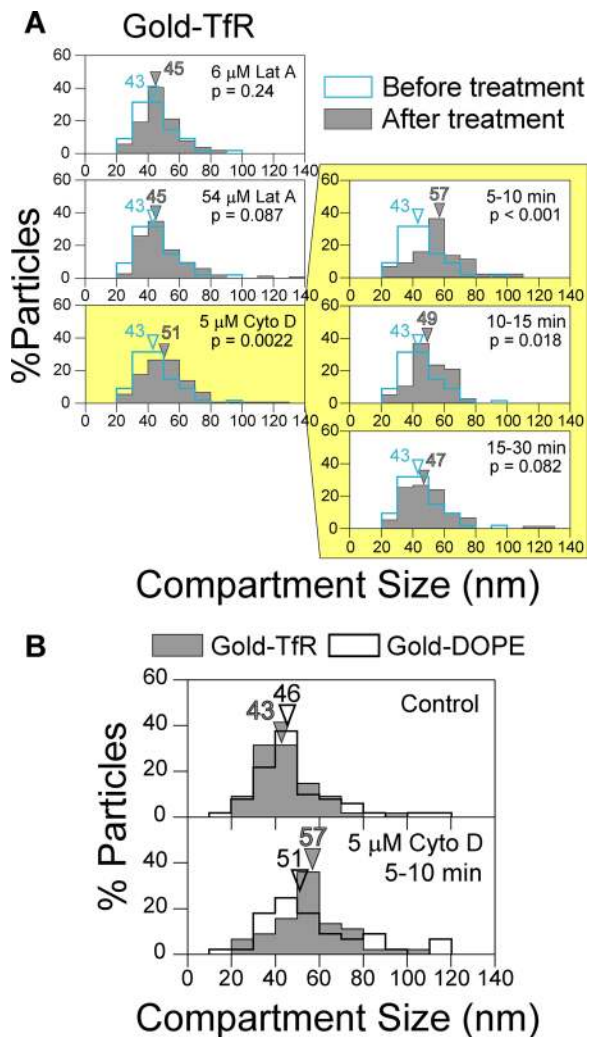 A
Gold-TfR
Before treatment
After treatment
%Particles
60
40
20
0
43
45
6 μM Lat A
p = 0.24
0 20 40 60 80 100 120 140
60
40
20
0
43
45
54 μM Lat A
p = 0.087
0 20 40 60 80 100 120 140
60
40
20
0
43
51
5 μM Cyto D
p = 0.0022
0 20 40 60 80 100 120 140
60
40
20
0
43
57
5-10 min
p < 0.001
0 20 40 60 80 100 120 140
60
40
20
0
43
49
10-15 min
p = 0.018
0 20 40 60 80 100 120 140
60
40
20
0
43
47
15-30 min
p = 0.082
0 20 40 60 80 100 120 140
Compartment Size (nm)
B
Gold-TfR
Gold-DOPE
% Particles
60
40
20
0
43
46
Control
60
40
20
0
51
57
5 μM Cyto D
5-10 min
0 20 40 60 80 100 120 140
Compartment Size (nm)